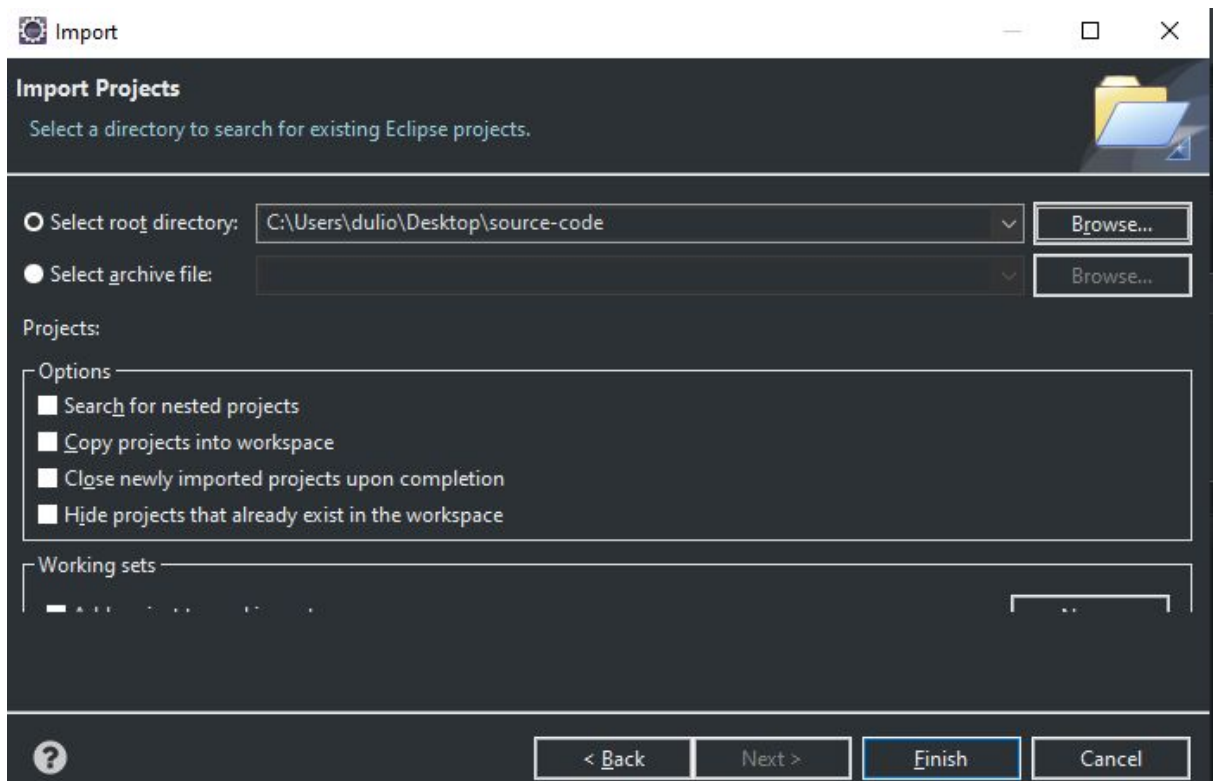 Import
Import Projects
Select a directory to search for existing Eclipse projects.
Select root directory: C:\Users\dulio\Desktop\source-code Browse...
Select archive file: Browse...
Projects:
Options
Search for nested projects
Copy projects into workspace
Close newly imported projects upon completion
Hide projects that already exist in the workspace
Working sets
< Back Next > Finish Cancel